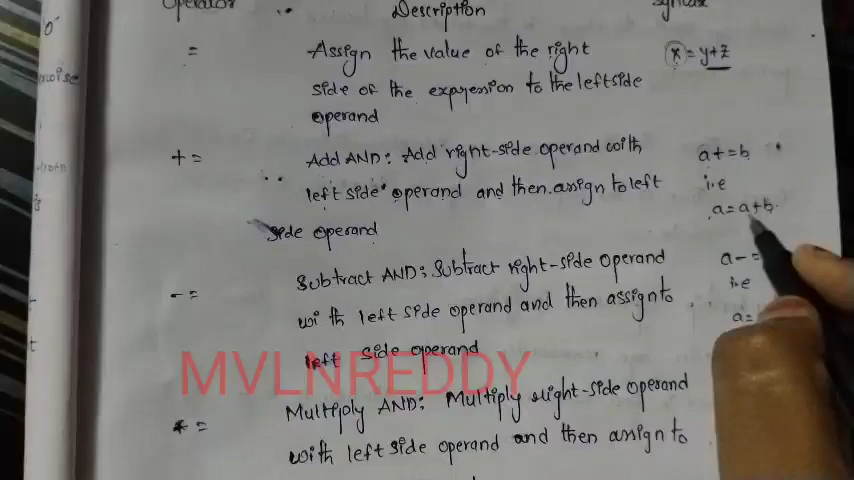 Operator Description Syntax
= Assign the value of the right x = y+z
side of the expression to the leftside
operand
+= Add AND: Add right-side operand with a+=b
left side operand and then assign to left i.e
a=a+b.
side operand
Subtract AND: Subtract right-side operand a-=
-= i.e
with left side operand and then assign to
a=
left side operand
MVLNREDDY
Multiply AND: Multiply right-side operand
*=
with left side operand and then assign to